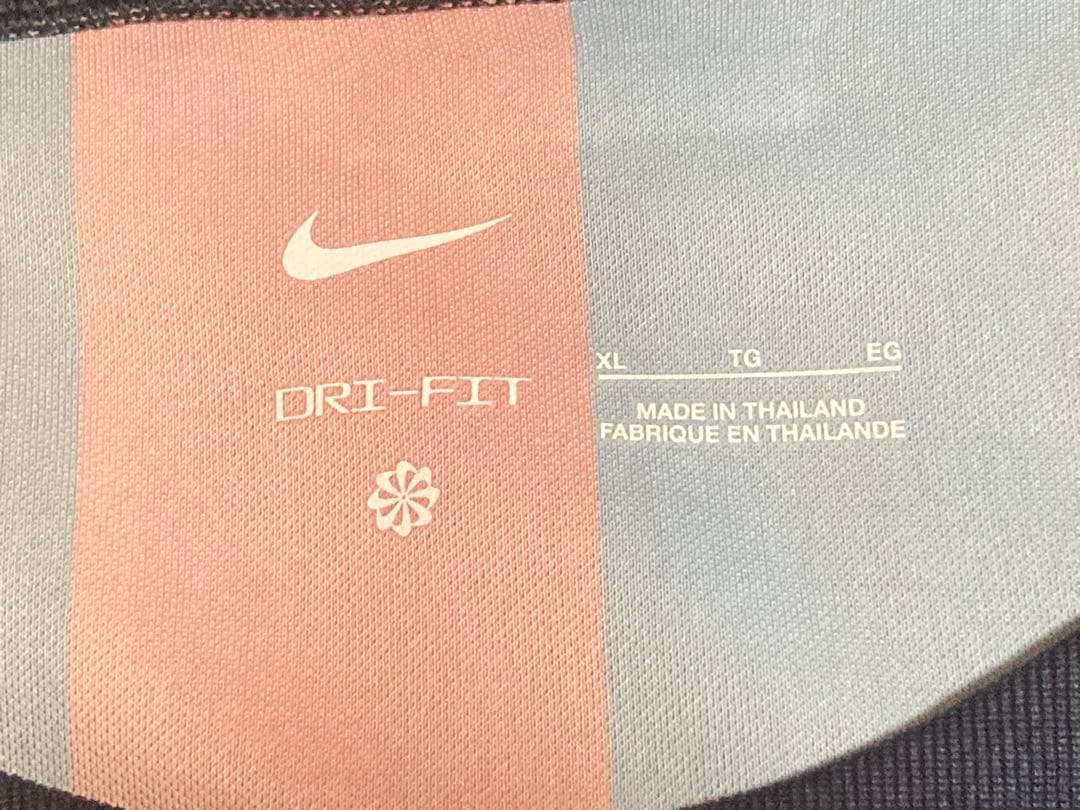 DRI-FIT
XL TG EG
MADE IN THAILAND
FABRIQUE EN THAILANDE